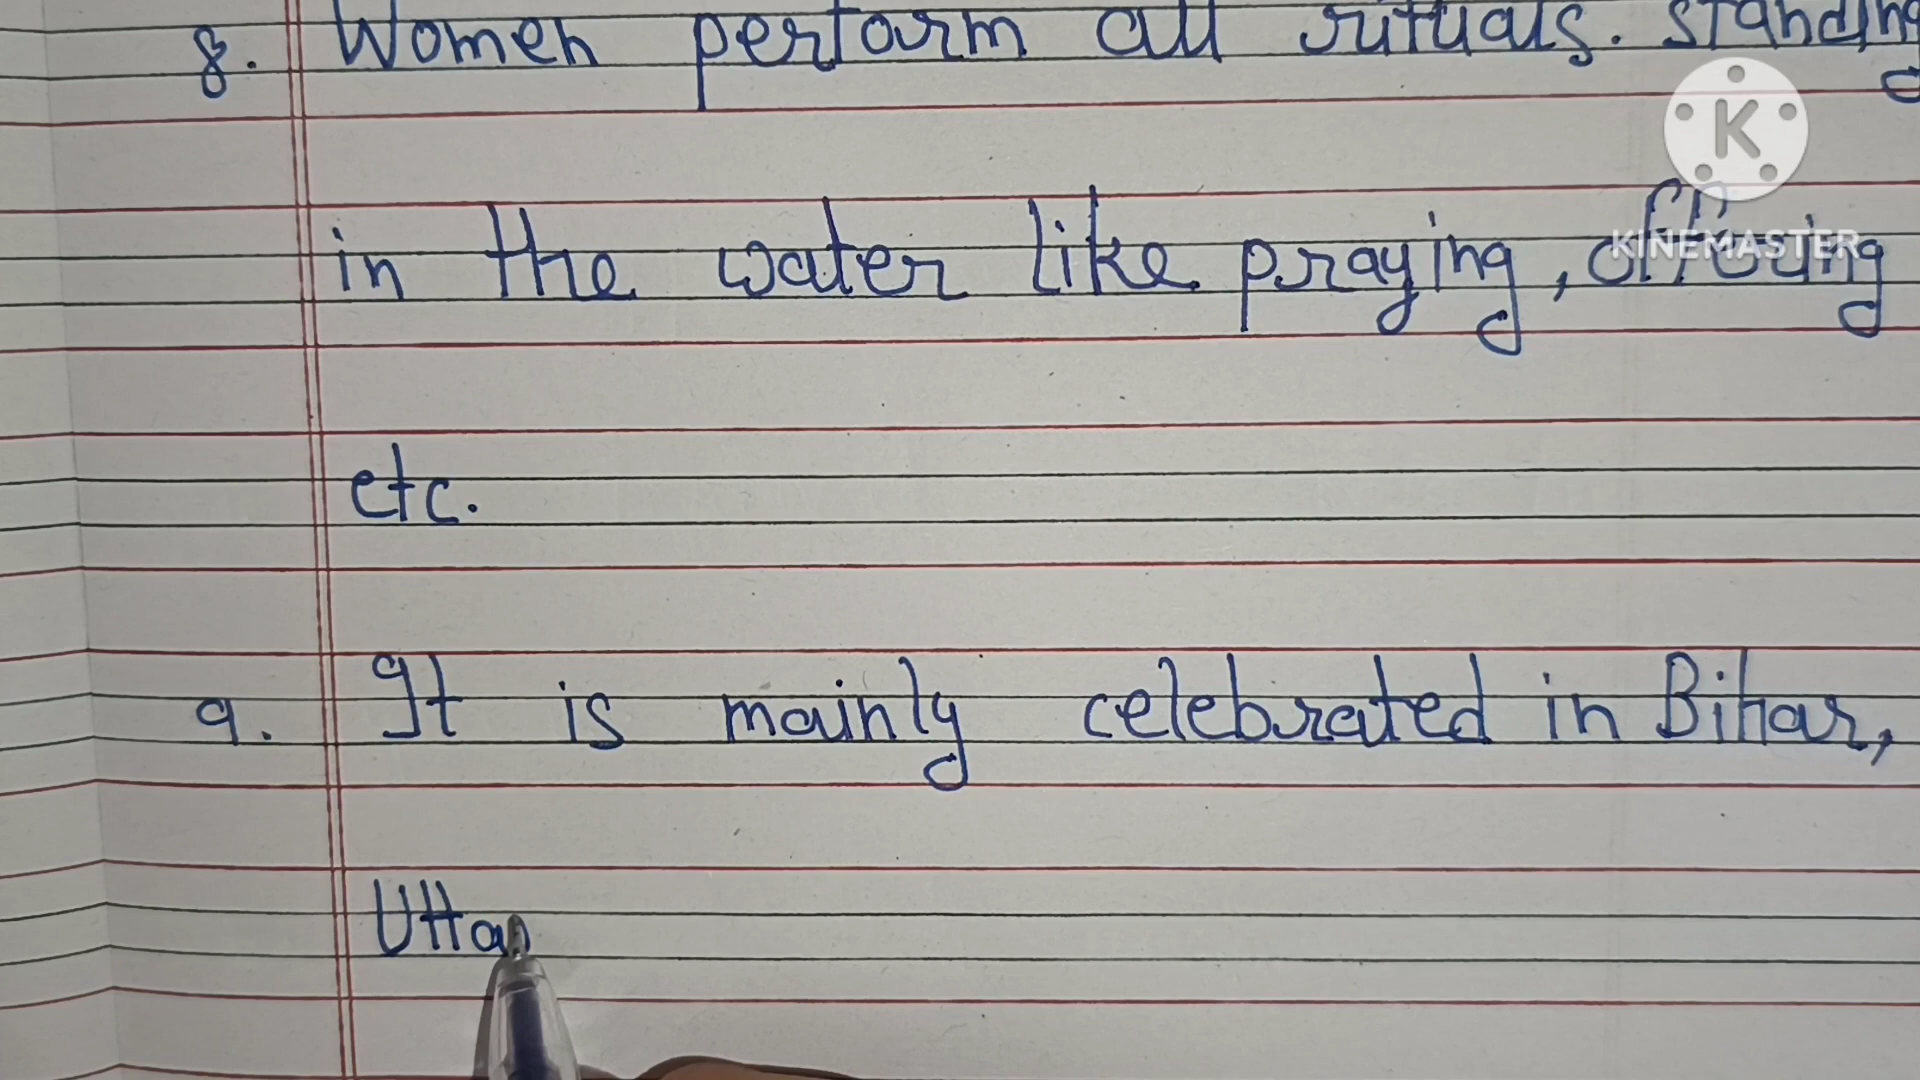 8. Women perform all rituals. standing
K
in the water like praying, offering
KINEMASTER
etc.
9. It is mainly celebrated in Bihar,
Uttar